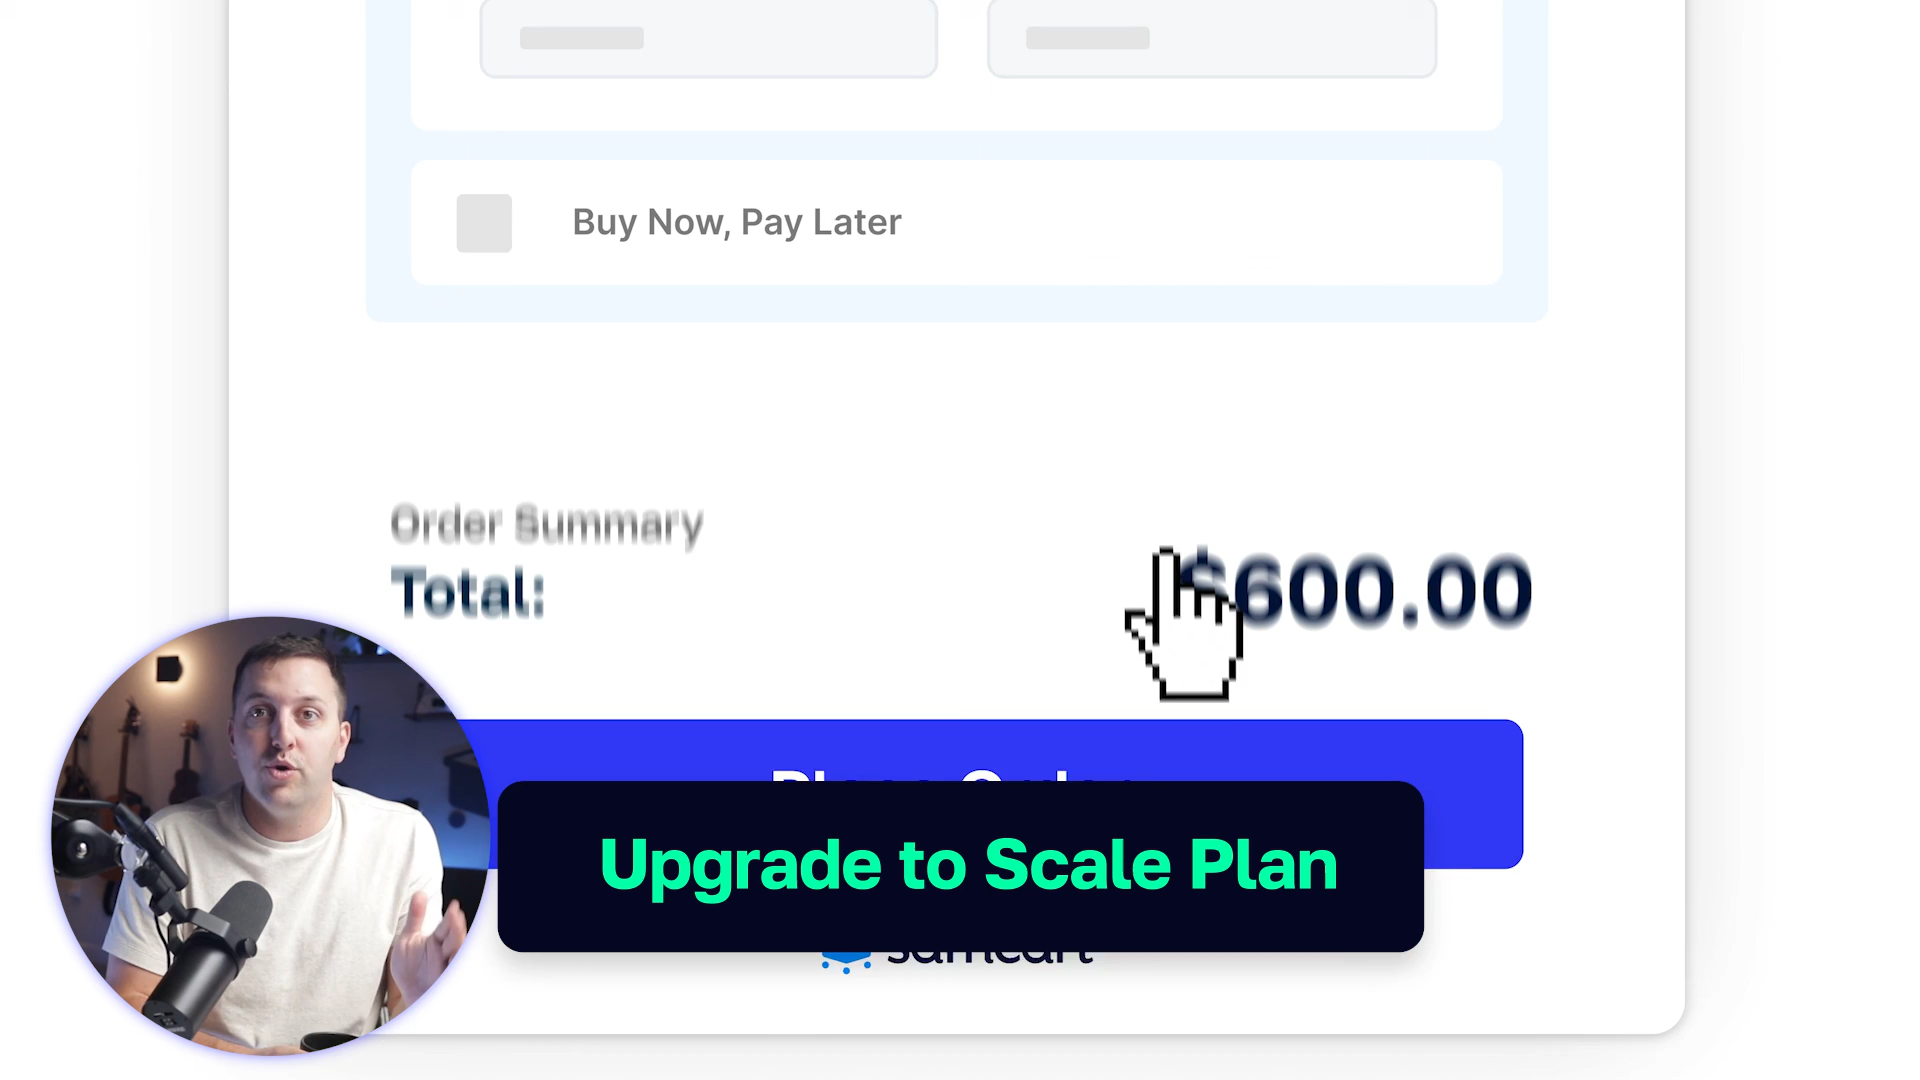 Buy Now, Pay Later
Order Summary
Total:
$600.00
Upgrade to Scale Plan